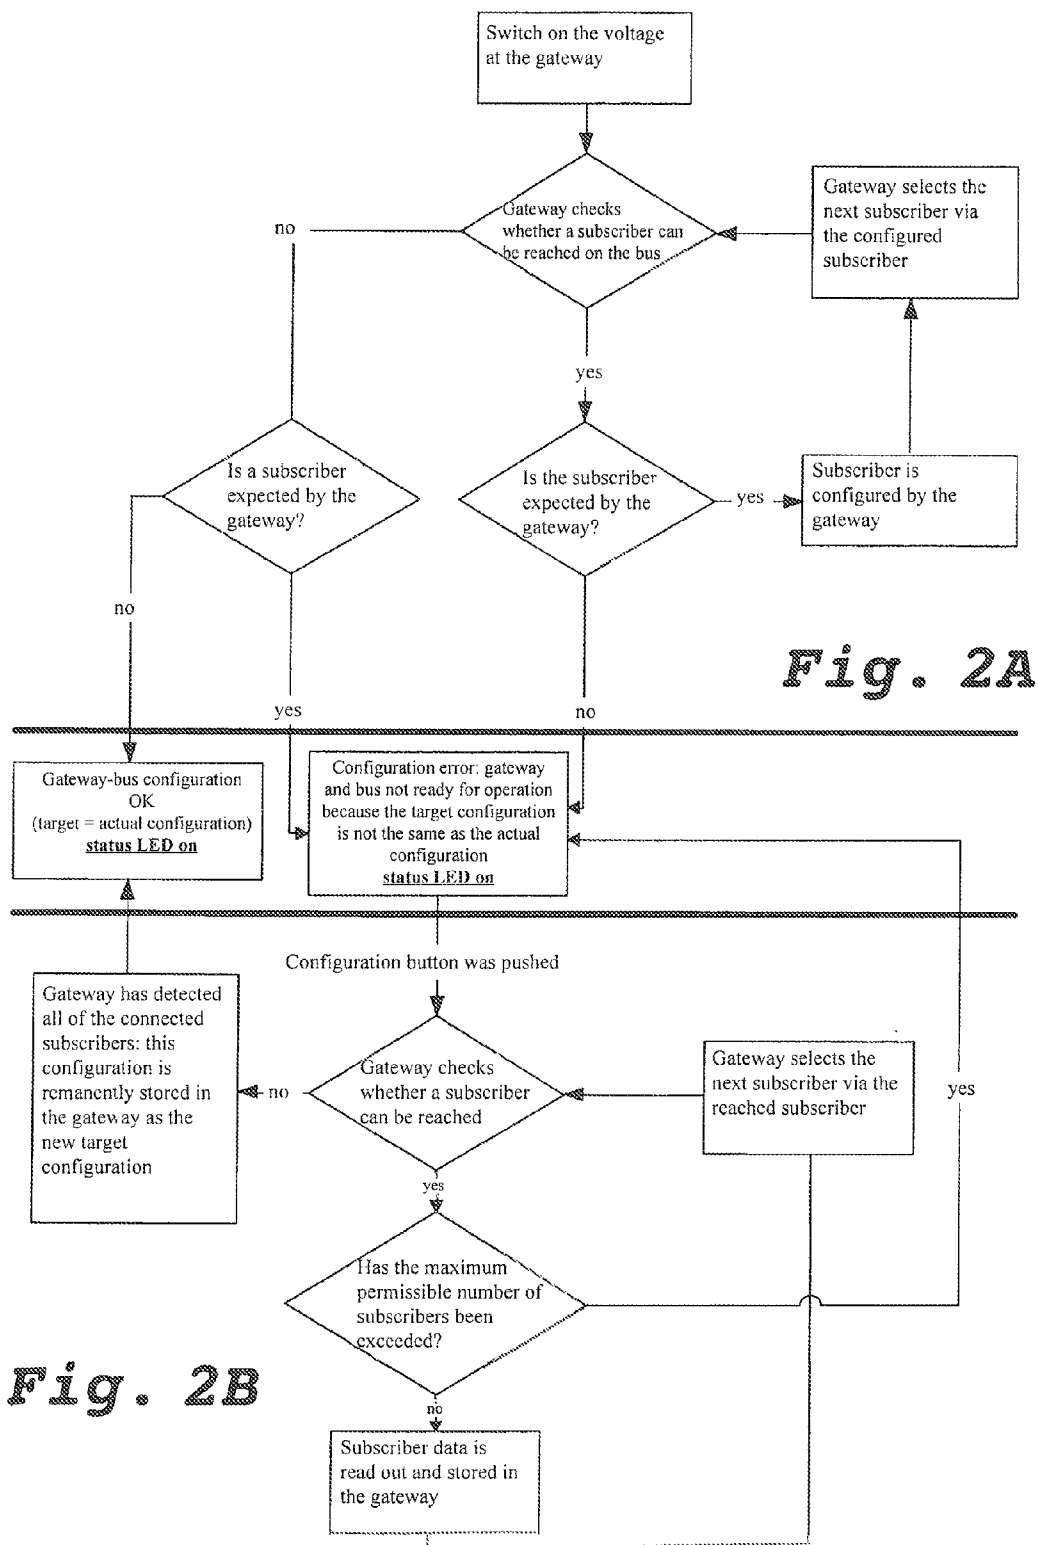 Switch on the voltage
at the gateway
Gateway checks
whether a subscriber can
be reached on the bus
Gateway selects the
next subscriber via
the configured
subscriber
no
yes
Is a subscriber
expected by the
gateway?
Is the subscriber
expected by the
gateway?
yes
Subscriber is
configured by the
gateway
no
Fig. 2A
yes
no
Gateway-bus configuration
OK
(target = actual configuration)
status LED on
Configuration error: gateway
and bus not ready for operation
because the target configuration
is not the same as the actual
configuration
status LED on
Configuration button was pushed
Gateway has detected
all of the connected
subscribers: this
configuration is
remanently stored in
the gateway as the
new target
configuration
no
Gateway checks
whether a subscriber
can be reached
Gateway selects the
next subscriber via the
reached subscriber
yes
yes
Has the maximum
permissible number of
subscribers been
exceeded?
Fig. 2B
no
Subscriber data is
read out and stored in
the gateway